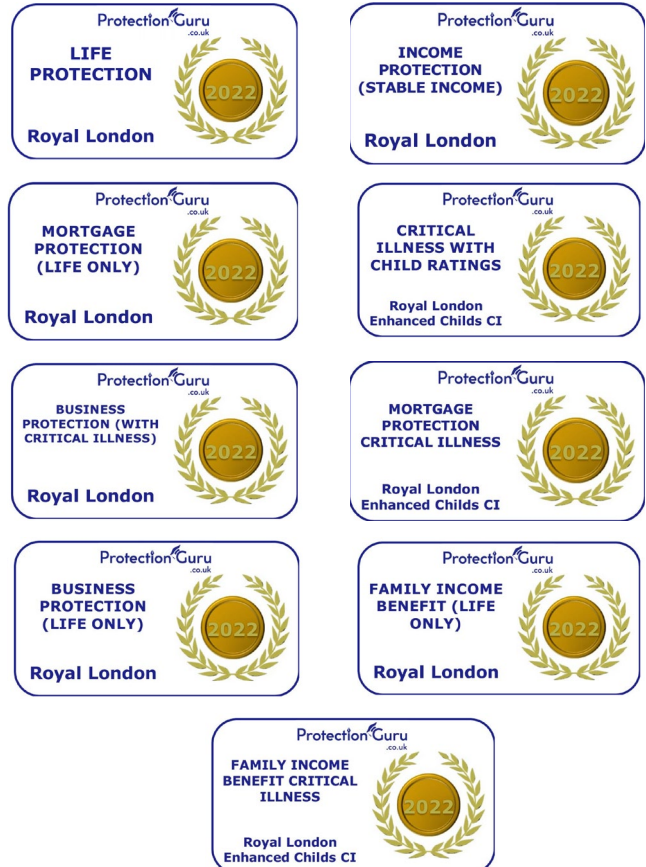 Protection Guru
.co.uk
LIFE
PROTECTION
2022
Royal London
Protection Guru
.co.uk
INCOME
PROTECTION
(STABLE INCOME)
2022
Royal London
Protection Guru
.co.uk
MORTGAGE
PROTECTION
(LIFE ONLY)
2022
Royal London
Protection Guru
.co.uk
CRITICAL
ILLNESS WITH
CHILD RATINGS
2022
Royal London
Enhanced Childs CI
Protection Guru
.co.uk
BUSINESS
PROTECTION (WITH
CRITICAL ILLNESS)
2022
Royal London
Protection Guru
.co.uk
MORTGAGE
PROTECTION
CRITICAL ILLNESS
2022
Royal London
Enhanced Childs CI
Protection Guru
.co.uk
BUSINESS
PROTECTION
(LIFE ONLY)
2022
Royal London
Protection Guru
.co.uk
FAMILY INCOME
BENEFIT (LIFE
ONLY)
2022
Royal London
Protection Guru
.co.uk
FAMILY INCOME
BENEFIT CRITICAL
ILLNESS
2022
Royal London
Enhanced Childs CI